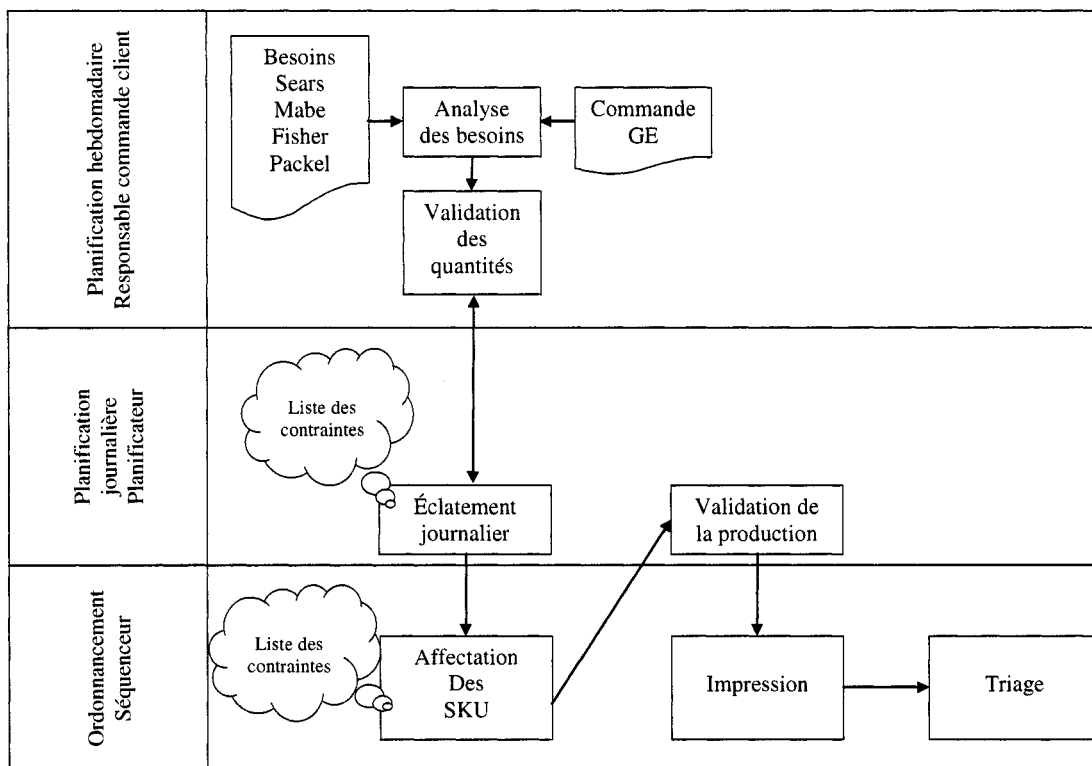 Planification hebdomadaire
Responsable commande client
Besoins
Sears
Mabe
Fisher
Packel
Analyse
des besoins
Commande
GE
Validation
des
quantités
Planification
journalière
Planificateur
Liste des
contraintes
Éclatement
journalier
Validation de
la production
Ordonnancement
Séquenceur
Liste des
contraintes
Affectation
Des
SKU
Impression
Triage